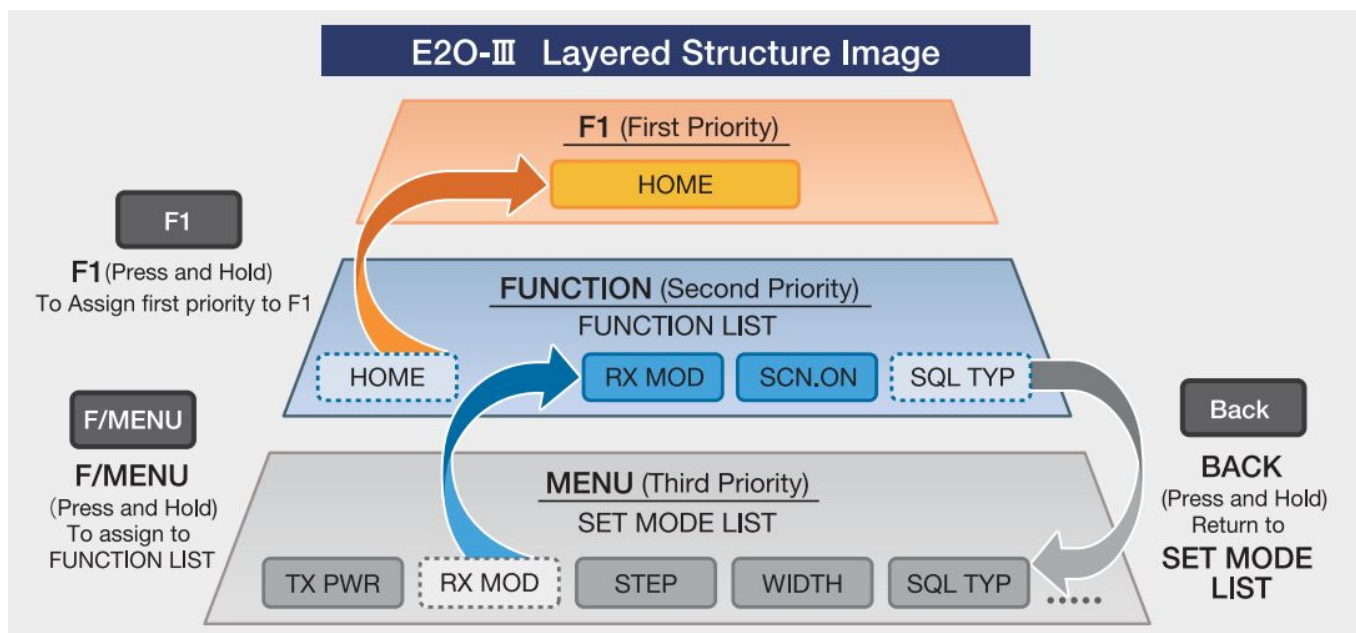 E2O-Ⅲ Layered Structure Image
F1 (First Priority)
HOME
F1
F1(Press and Hold)
To Assign first priority to F1
FUNCTION (Second Priority)
FUNCTION LIST
HOME
RX MOD
SCN.ON
SQL TYP
F/MENU
F/MENU
(Press and Hold)
To assign to
FUNCTION LIST
Back
BACK
(Press and Hold)
Return to
SET MODE
LIST
MENU (Third Priority)
SET MODE LIST
TX PWR
RX MOD
STEP
WIDTH
SQL TYP
.....